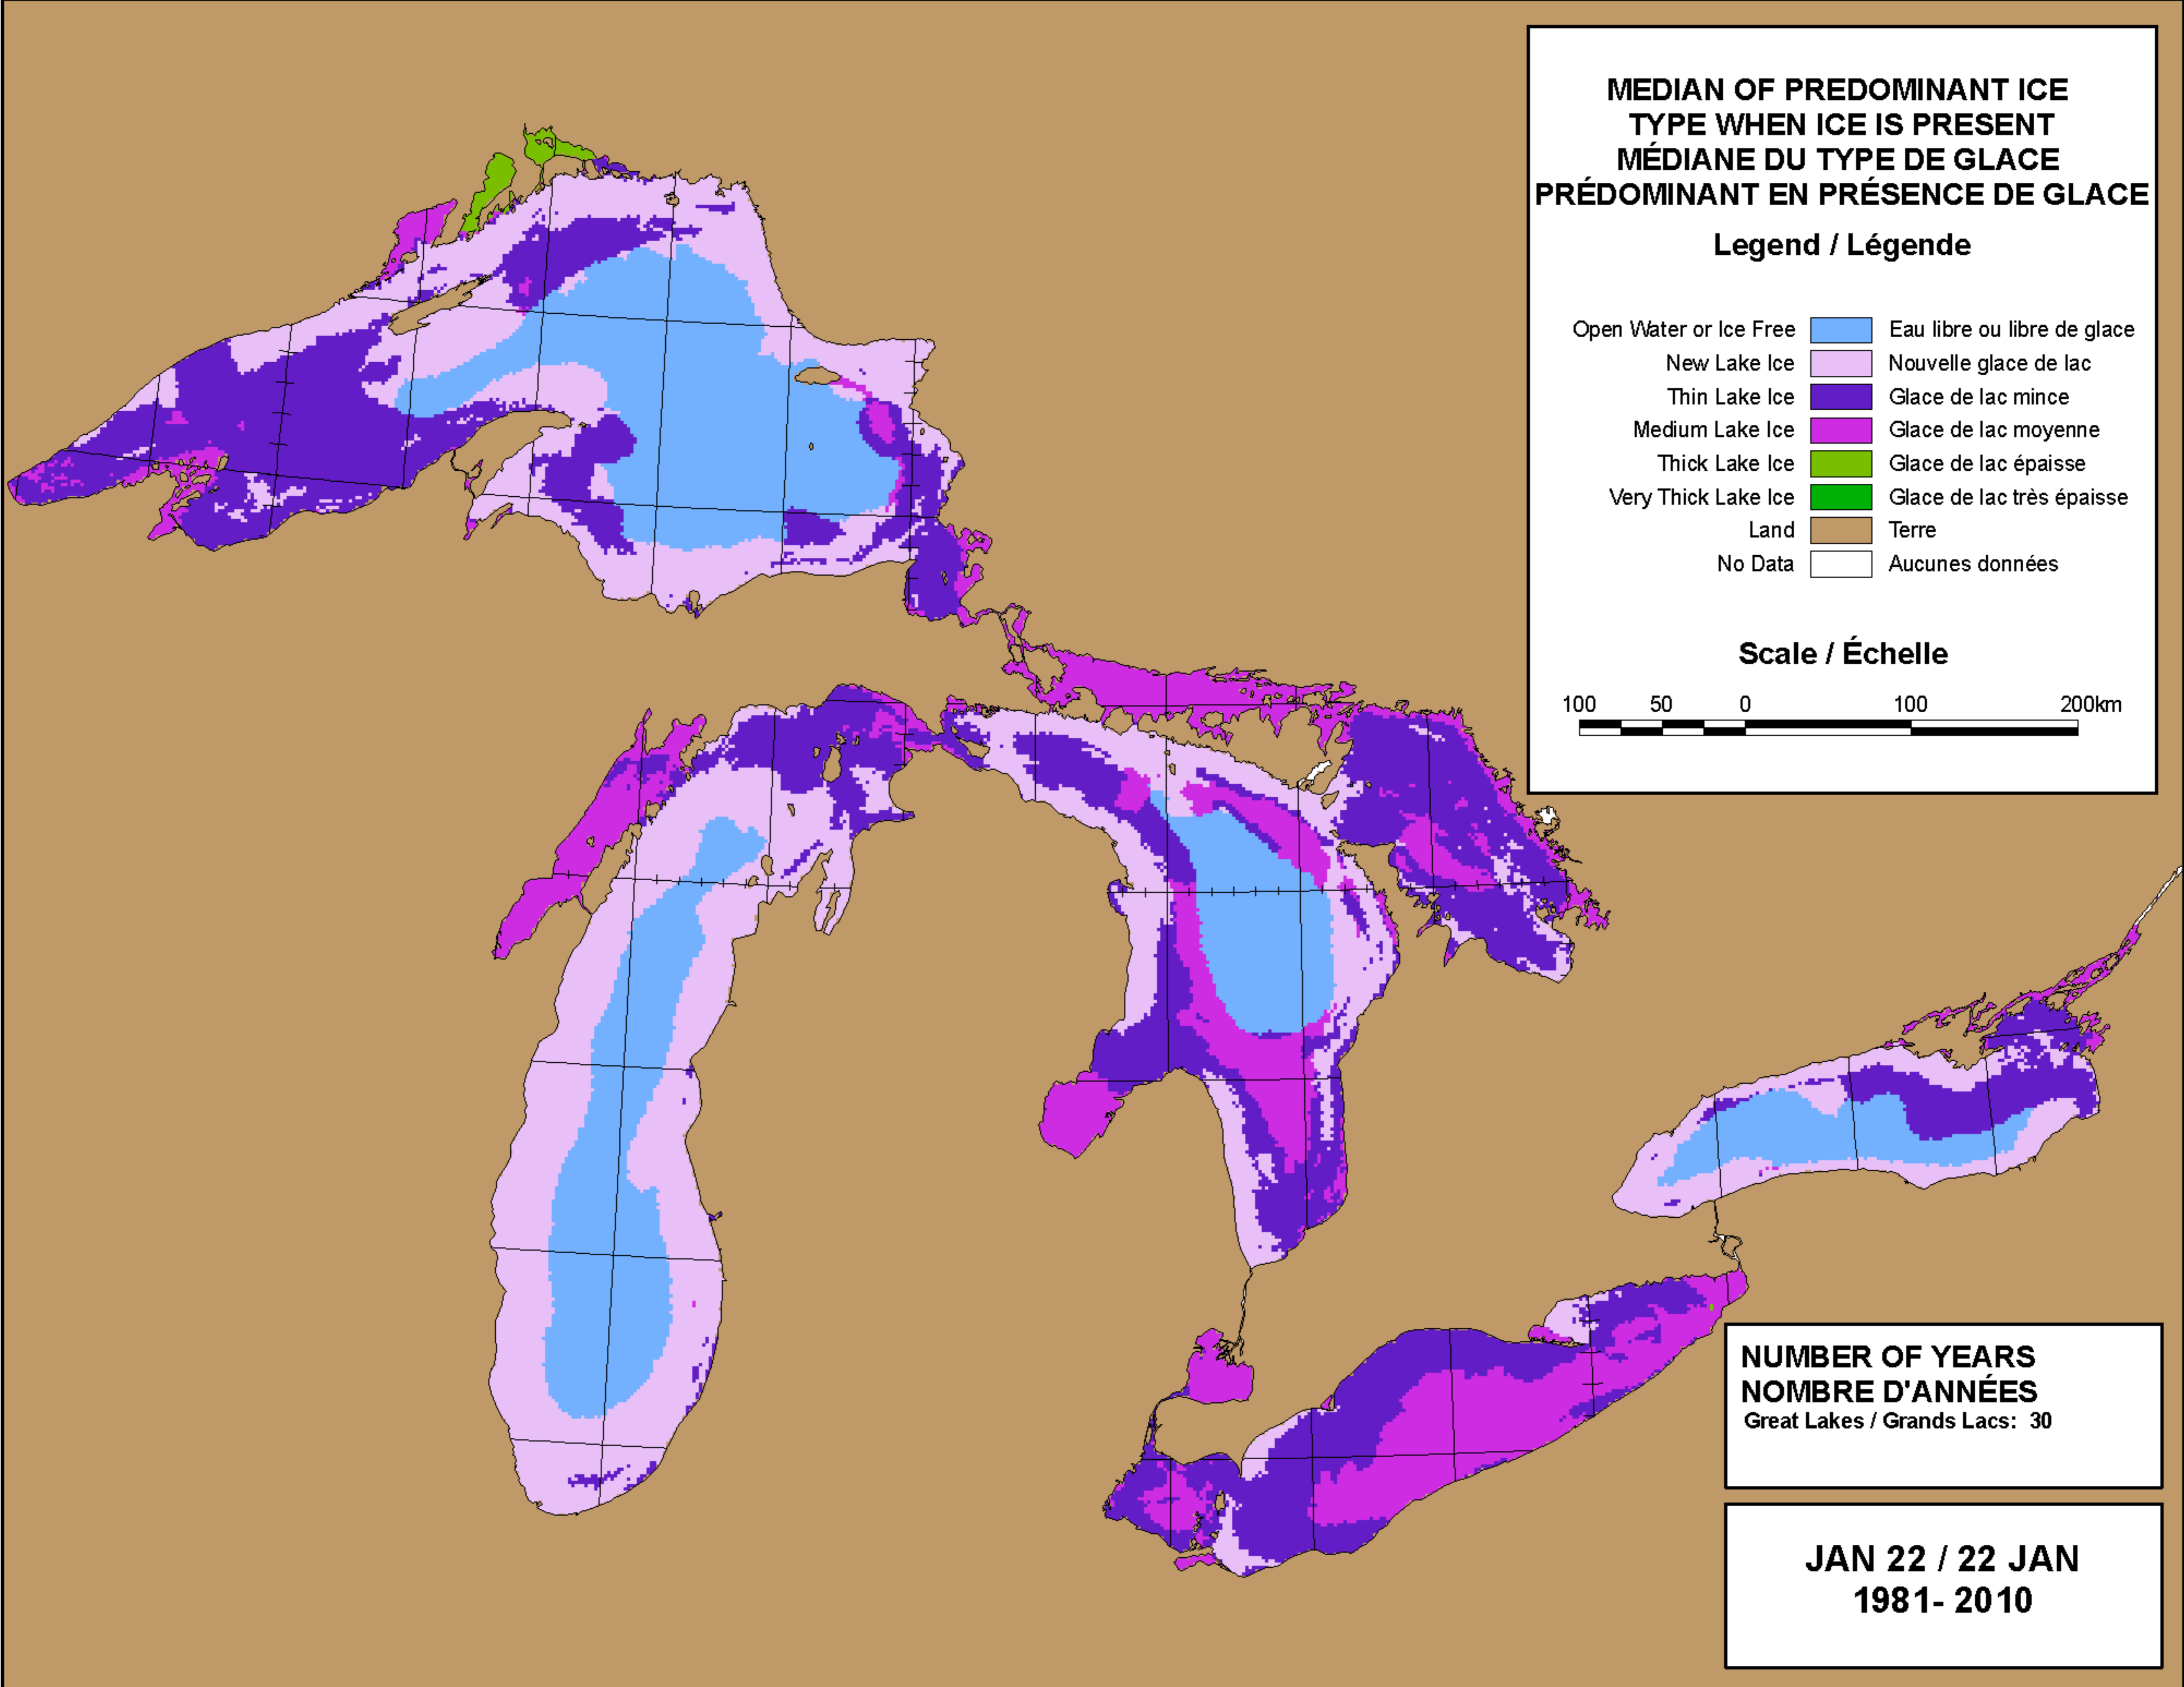 MEDIAN OF PREDOMINANT ICE
TYPE WHEN ICE IS PRESENT
MÉDIANE DU TYPE DE GLACE
PRÉDOMINANT EN PRÉSENCE DE GLACE
Legend / Légende
Open Water or Ice Free Eau libre ou libre de glace
New Lake Ice Nouvelle glace de lac
Thin Lake Ice Glace de lac mince
Medium Lake Ice Glace de lac moyenne
Thick Lake Ice Glace de lac épaisse
Very Thick Lake Ice Glace de lac très épaisse
Land Terre
No Data Aucunes données
Scale / Échelle
100 50 0 100 200km
NUMBER OF YEARS
NOMBRE D'ANNÉES
Great Lakes / Grands Lacs: 30
JAN 22 / 22 JAN
1981- 2010